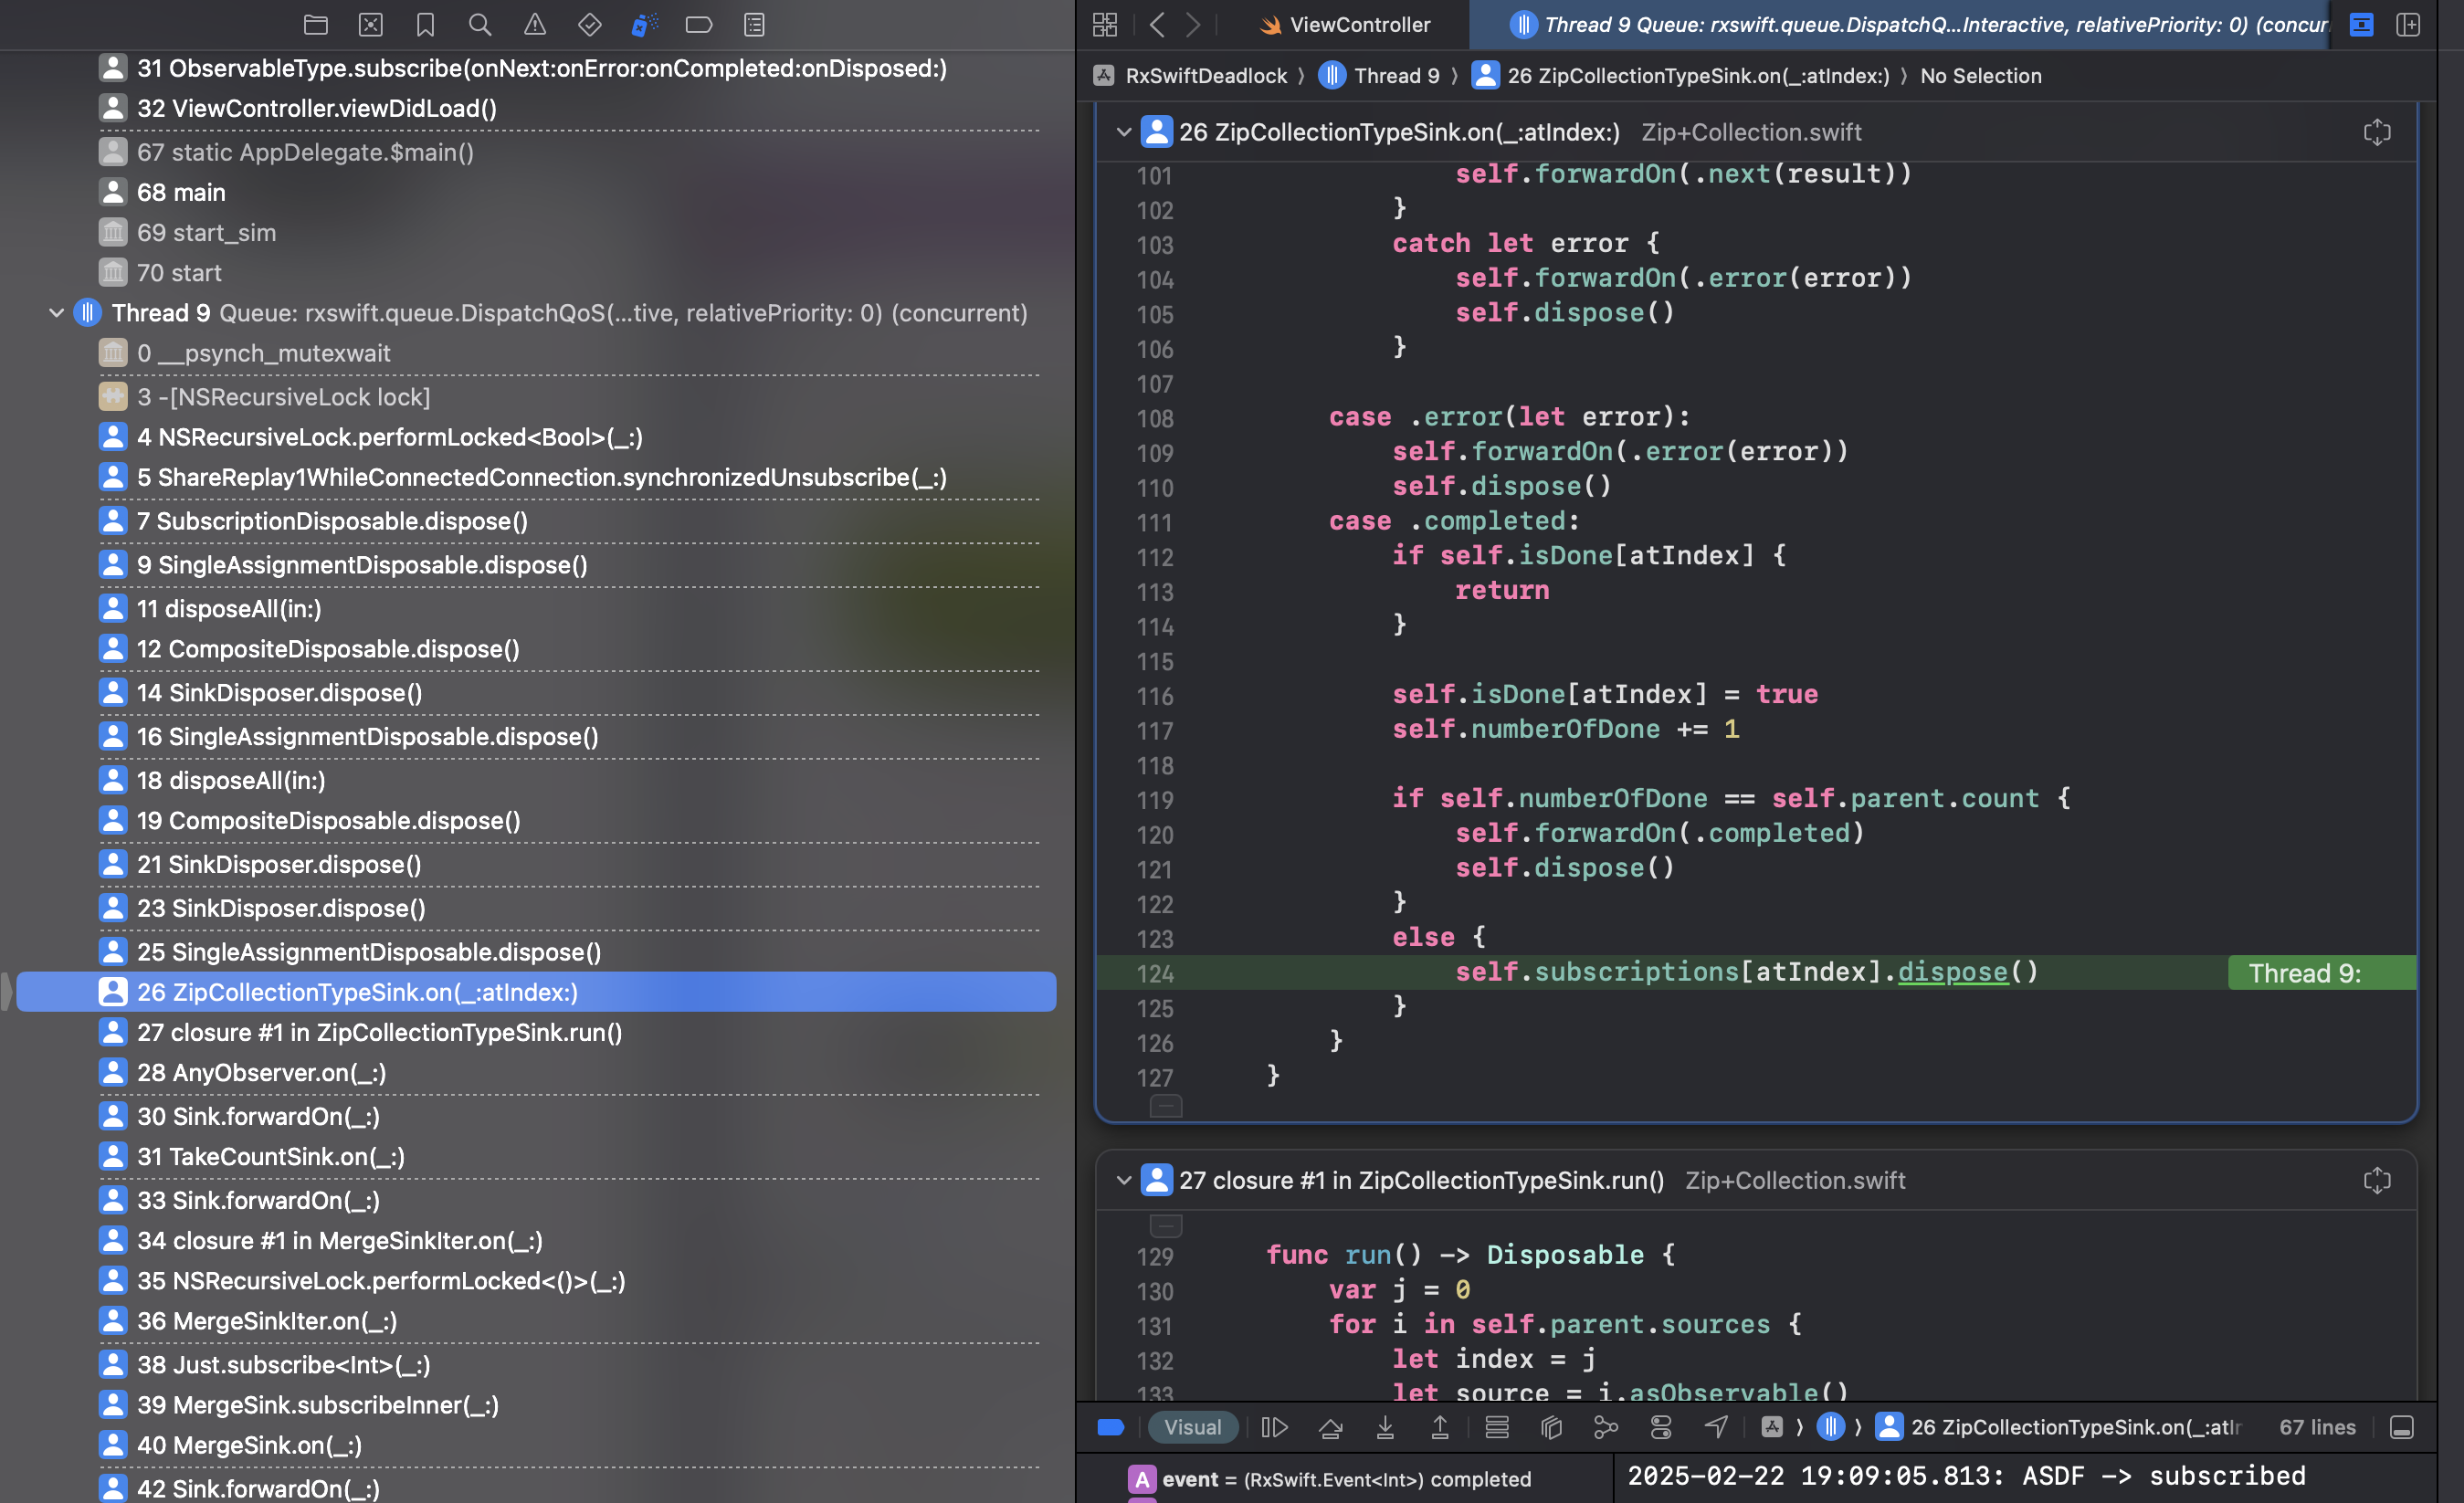 31 ObservableType.subscribe(onNext:onError:onCompleted:onDisposed:)
32 ViewController.viewDidLoad()
67 static AppDelegate.$main()
68 main
69 start_sim
70 start
Thread 9 Queue: rxswift.queue.DispatchQoS(...tive, relativePriority: 0) (concurrent)
0 __psynch_mutexwait
3 -[NSRecursiveLock lock]
4 NSRecursiveLock.performLocked<Bool>(_:)
5 ShareReplay1WhileConnectedConnection.synchronizedUnsubscribe(_:)
7 SubscriptionDisposable.dispose()
9 SingleAssignmentDisposable.dispose()
11 disposeAll(in:)
12 CompositeDisposable.dispose()
14 SinkDisposer.dispose()
16 SingleAssignmentDisposable.dispose()
18 disposeAll(in:)
19 CompositeDisposable.dispose()
21 SinkDisposer.dispose()
23 SinkDisposer.dispose()
25 SingleAssignmentDisposable.dispose()
26 ZipCollectionTypeSink.on(_:atIndex:)
27 closure #1 in ZipCollectionTypeSink.run()
28 AnyObserver.on(_:)
30 Sink.forwardOn(_:)
31 TakeCountSink.on(_:)
33 Sink.forwardOn(_:)
34 closure #1 in MergeSinkIter.on(_:)
35 NSRecursiveLock.performLocked<()>(_:)
36 MergeSinkIter.on(_:)
38 Just.subscribe<Int>(_:)
39 MergeSink.subscribeInner(_:)
40 MergeSink.on(_:)
42 Sink.forwardOn(_:)
ViewController
Thread 9 Queue: rxswift.queue.DispatchQ...Interactive, relativePriority: 0) (concur
RxSwiftDeadlock 〉 Thread 9 〉 26 ZipCollectionTypeSink.on(_:atIndex:) 〉 No Selection
26 ZipCollectionTypeSink.on(_:atIndex:) Zip+Collection.swift
101 self.forwardOn(.next(result))
102 }
103 catch let error {
104 self.forwardOn(.error(error))
105 self.dispose()
106 }
107
108 case .error(let error):
109 self.forwardOn(.error(error))
110 self.dispose()
111 case .completed:
112 if self.isDone[atIndex] {
113 return
114 }
115
116 self.isDone[atIndex] = true
117 self.numberOfDone += 1
118
119 if self.numberOfDone == self.parent.count {
120 self.forwardOn(.completed)
121 self.dispose()
122 }
123 else {
124 self.subscriptions[atIndex].dispose() Thread 9:
125 }
126 }
127 }
27 closure #1 in ZipCollectionTypeSink.run() Zip+Collection.swift
129 func run() -> Disposable {
130 var j = 0
131 for i in self.parent.sources {
132 let index = j
133 let source = i.asObservable()
Visual 〉 〉 26 ZipCollectionTypeSink.on(_:atIn 67 lines
A event = (RxSwift.Event<Int>) completed
2025-02-22 19:09:05.813: ASDF -> subscribed